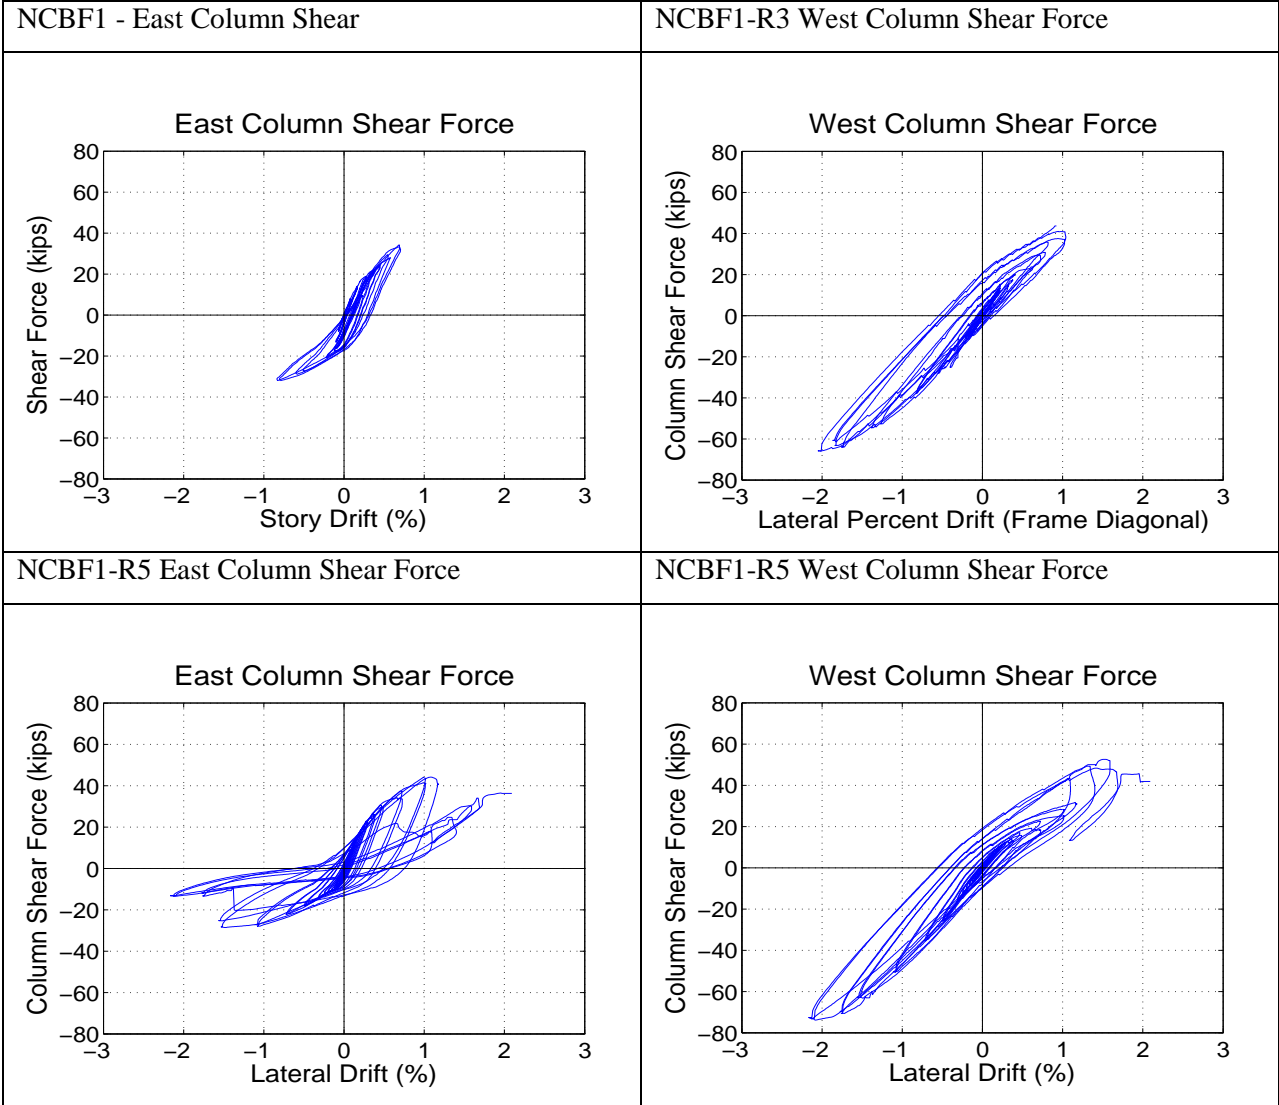 NCBF1 - East Column Shear
NCBF1-R3 West Column Shear Force
East Column Shear Force
80
60
40
20
0
−20
−40
−60
−80
−3 −2 −1 0 1 2 3
Shear Force (kips)
Story Drift (%)
West Column Shear Force
80
60
40
20
0
−20
−40
−60
−80
−3 −2 −1 0 1 2 3
Column Shear Force (kips)
Lateral Percent Drift (Frame Diagonal)
NCBF1-R5 East Column Shear Force
NCBF1-R5 West Column Shear Force
East Column Shear Force
80
60
40
20
0
−20
−40
−60
−80
−3 −2 −1 0 1 2 3
Column Shear Force (kips)
Lateral Drift (%)
West Column Shear Force
80
60
40
20
0
−20
−40
−60
−80
−3 −2 −1 0 1 2 3
Column Shear Force (kips)
Lateral Drift (%)